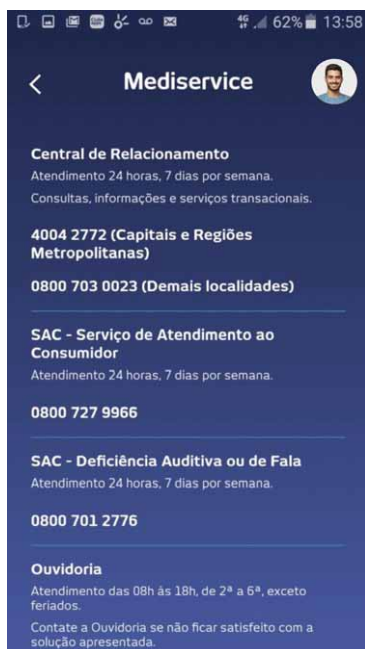 4G 62% 13:58
Mediservice
Central de Relacionamento
Atendimento 24 horas, 7 dias por semana.
Consultas, informações e serviços transacionais.
4004 2772 (Capitais e Regiões
Metropolitanas)
0800 703 0023 (Demais localidades)
SAC - Serviço de Atendimento ao
Consumidor
Atendimento 24 horas, 7 dias por semana.
0800 727 9966
SAC - Deficiência Auditiva ou de Fala
Atendimento 24 horas, 7 dias por semana.
0800 701 2776
Ouvidoria
Atendimento das 08h às 18h, de 2ª a 6ª, exceto
feriados.
Contate a Ouvidoria se não ficar satisfeito com a
solução apresentada.